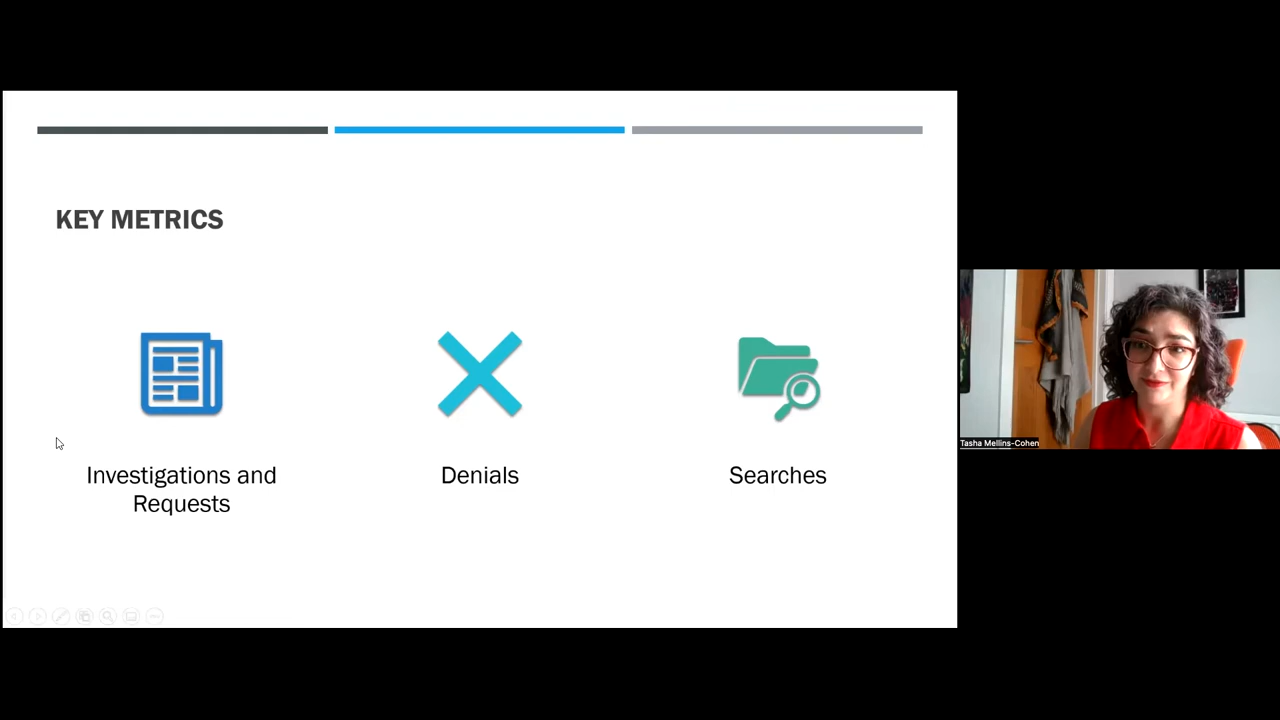 KEY METRICS
Investigations and
Requests
Denials
Searches
Tasha Mellins-Cohen